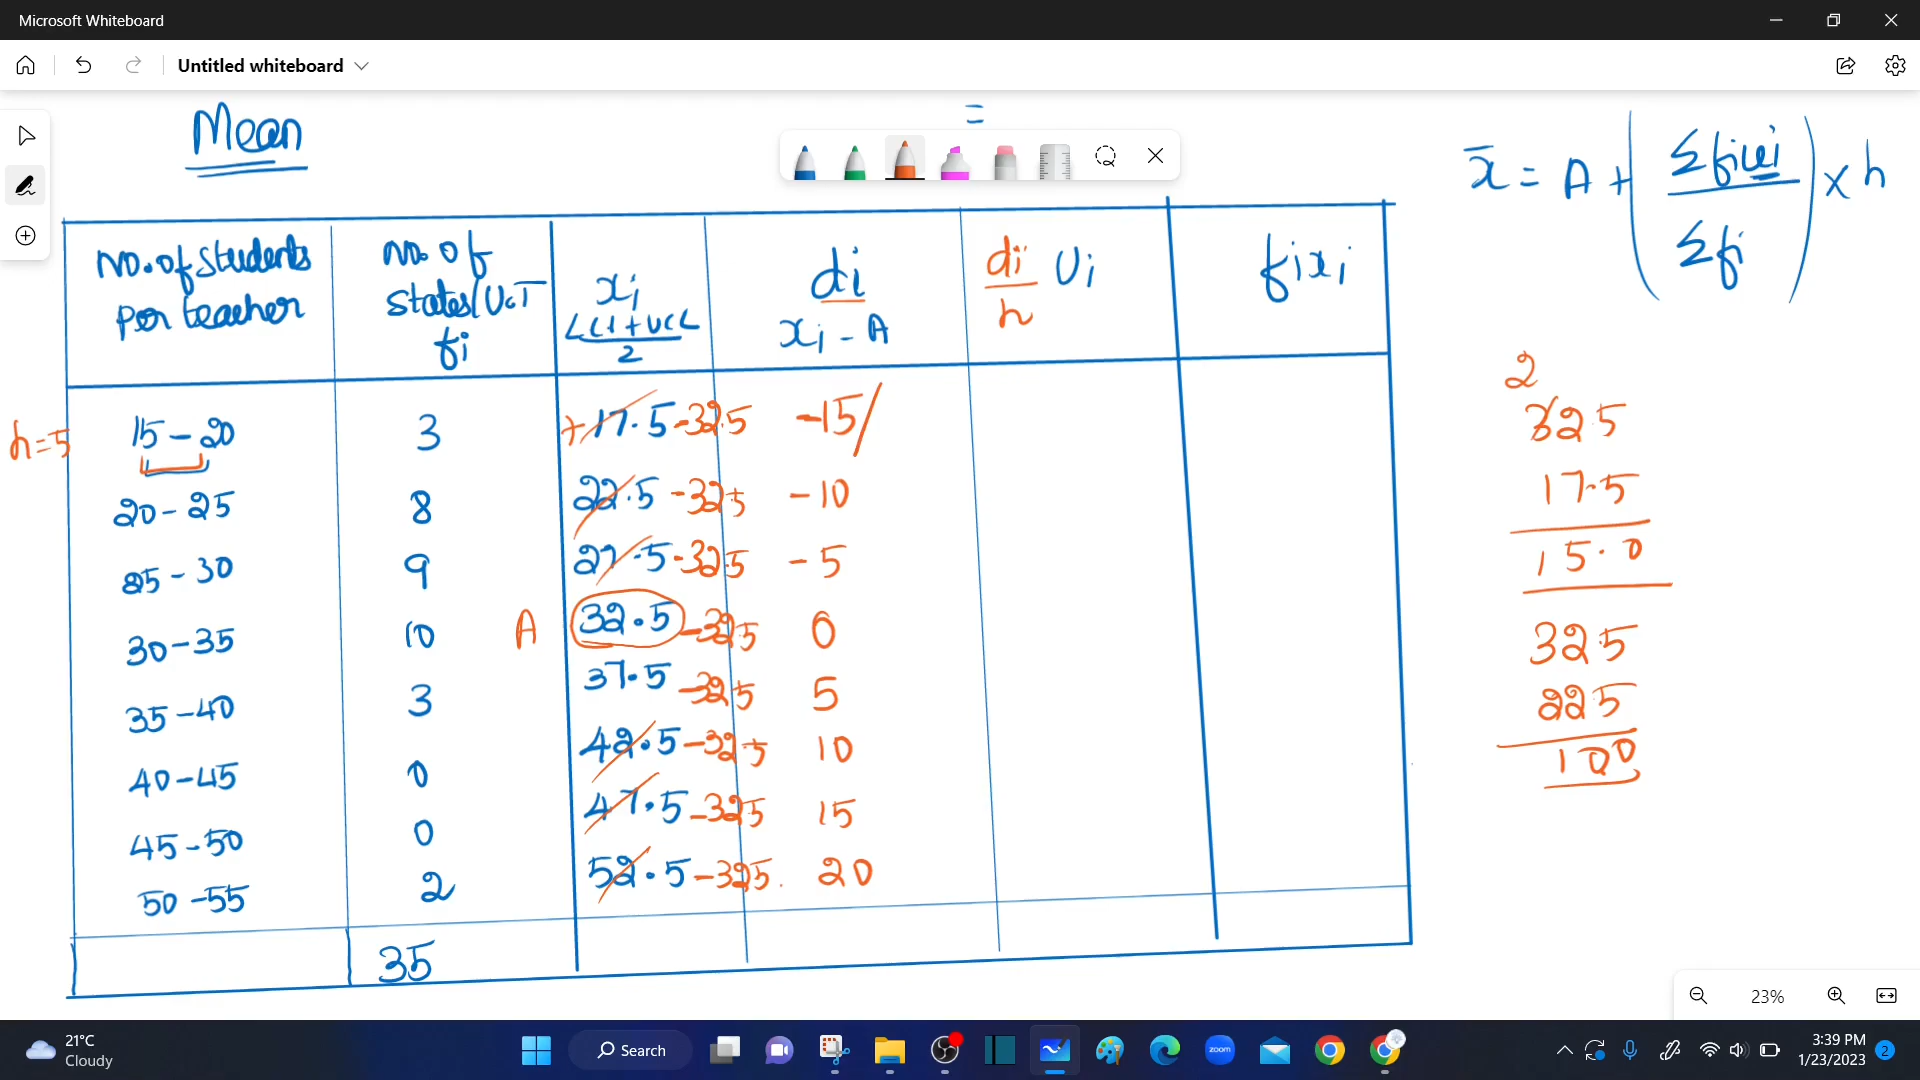 Microsoft Whiteboard
Untitled whiteboard
Mean
=
x̄ = A + ( Σfiui / Σfi ) × h
No. of students per teacher
No. of states/U.T fi
xi LCL+UCL / 2
di xi - A
di / h Ui
fixi
h=5
15-20 3 +17.5 -32.5 -15/
20-25 8 22.5 -32.5 -10
25-30 9 27.5 -32.5 -5
30-35 10 A 32.5 -32.5 0
35-40 3 37.5 -32.5 5
40-45 0 42.5 -32.5 10
45-50 0 47.5 -32.5 15
50-55 2 52.5 -32.5 20
35
2
32.5
17.5
15.0
32.5
22.5
100
23%
21°C
Cloudy
Search
zoom
3:39 PM
1/23/2023
2